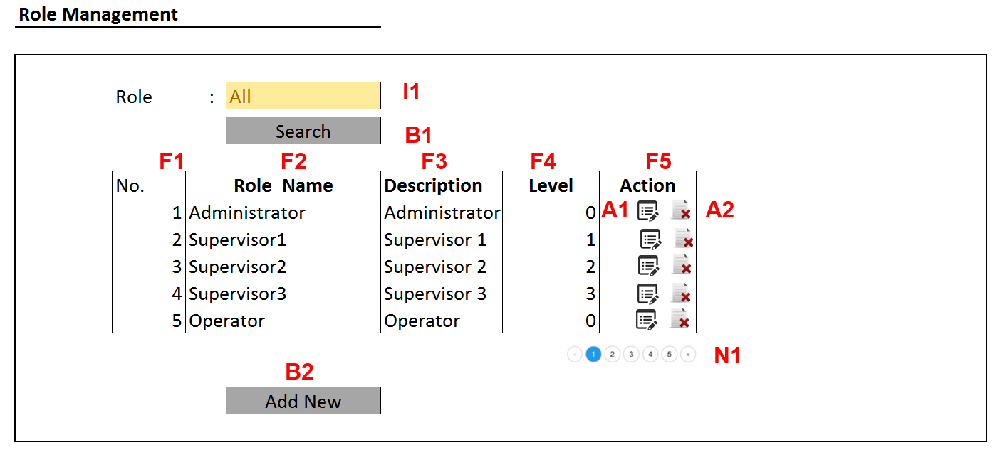 Role Management
Role : All I1
Search B1
F1 F2 F3 F4 F5
No. Role Name Description Level Action
1 Administrator Administrator 0 A1 A2
2 Supervisor1 Supervisor 1 1
3 Supervisor2 Supervisor 2 2
4 Supervisor3 Supervisor 3 3
5 Operator Operator 0
« 1 2 3 4 5 » N1
B2
Add New